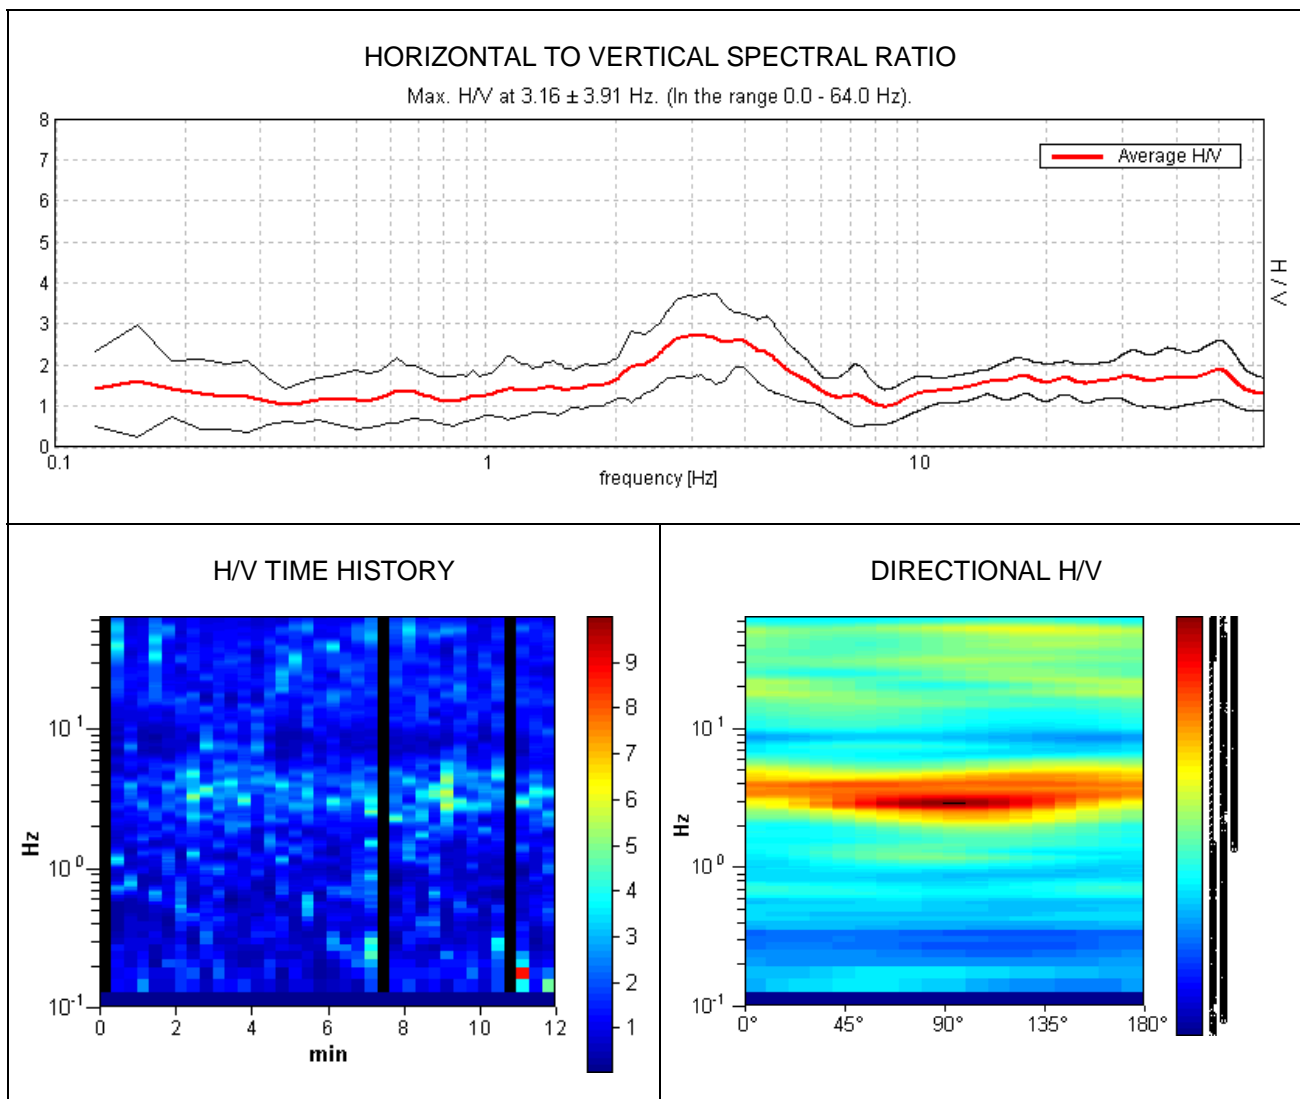 HORIZONTAL TO VERTICAL SPECTRAL RATIO
Max. H/V at 3.16 ± 3.91 Hz. (In the range 0.0 - 64.0 Hz).
8
7
6
5
4
3
2
1
0
Average H/V
H / V
0.1 1 10
frequency [Hz]
H/V TIME HISTORY
10¹
10⁰
10⁻¹
Hz
0 2 4 6 8 10 12
min
9
8
7
6
5
4
3
2
1
DIRECTIONAL H/V
10¹
10⁰
10⁻¹
Hz
0° 45° 90° 135° 180°